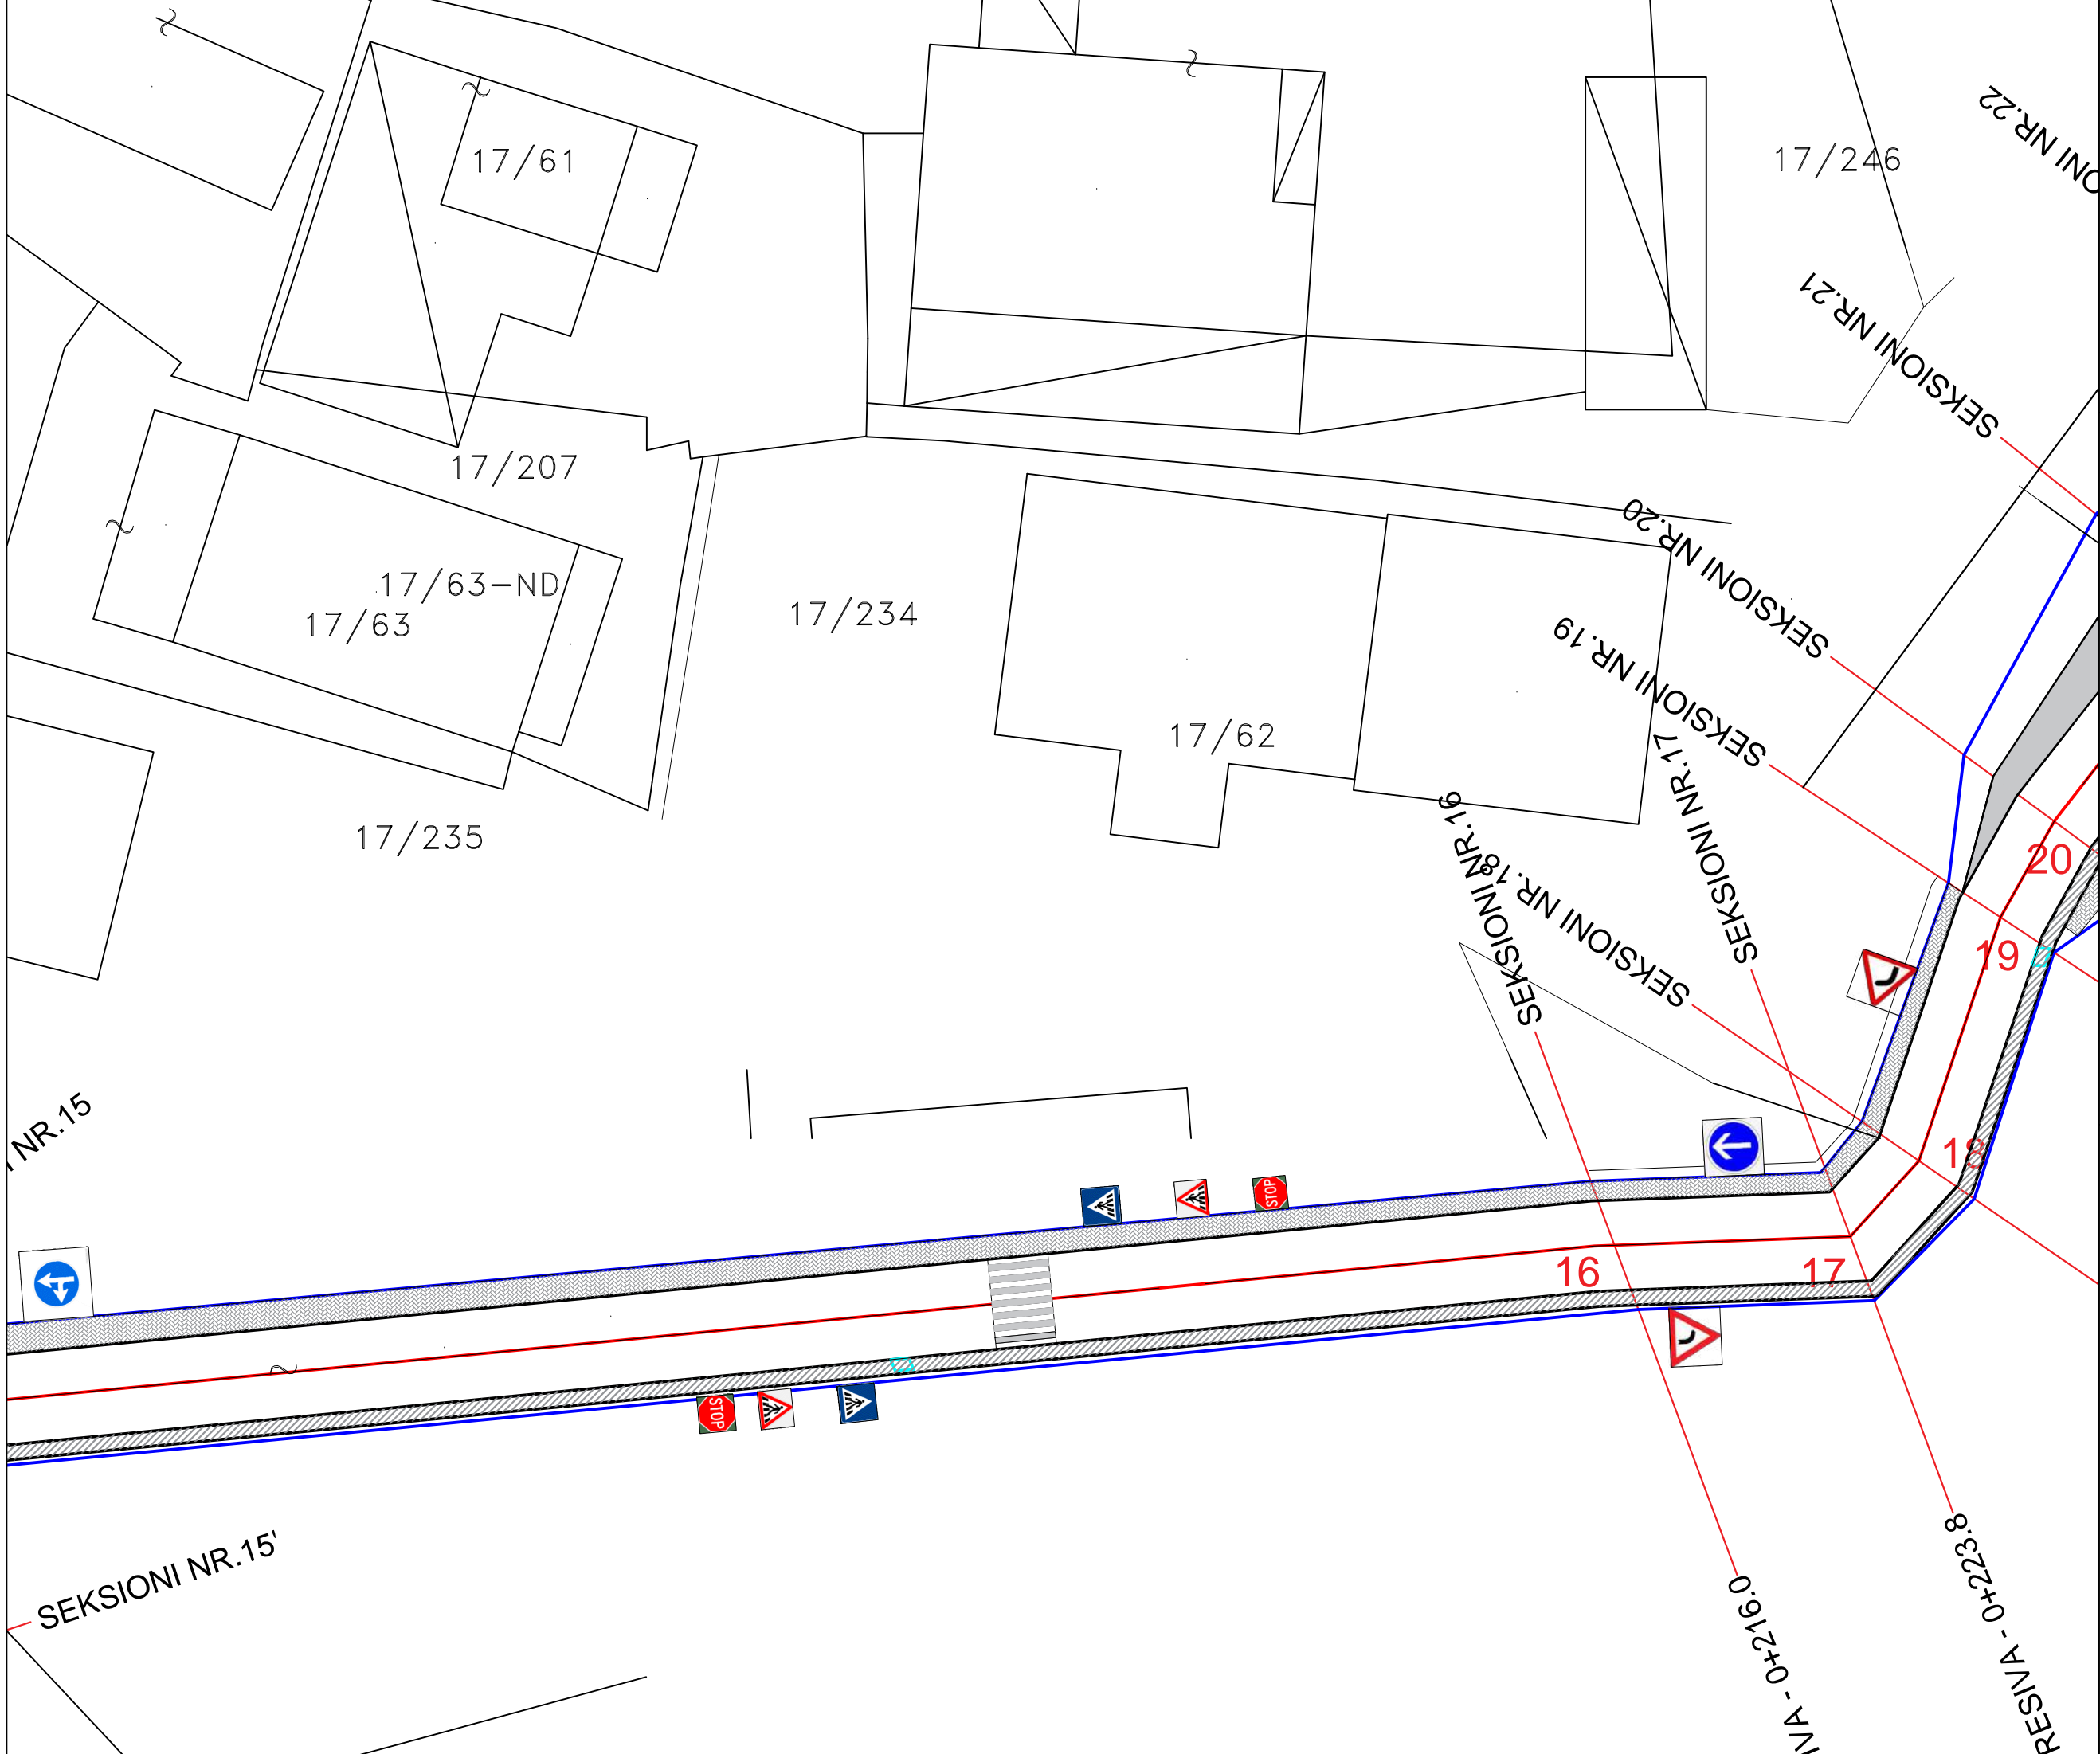 17/61
17/246
NR.22
SEKSIONI NR.21
17/207
SEKSIONI NR.20
17/63-ND
17/63
17/234
SEKSIONI NR.19
17/62
SEKSIONI NR.17
SEKSIONI NR.16
17/235
SEKSIONI NR.18
20
19
NR.15
18
STOP
16
17
STOP
SEKSIONI NR.15'
0+216.0
0+223.8